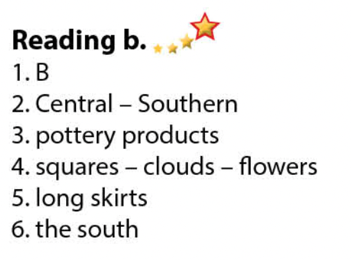 Reading b.
1. B
2. Central – Southern
3. pottery products
4. squares – clouds – flowers
5. long skirts
6. the south